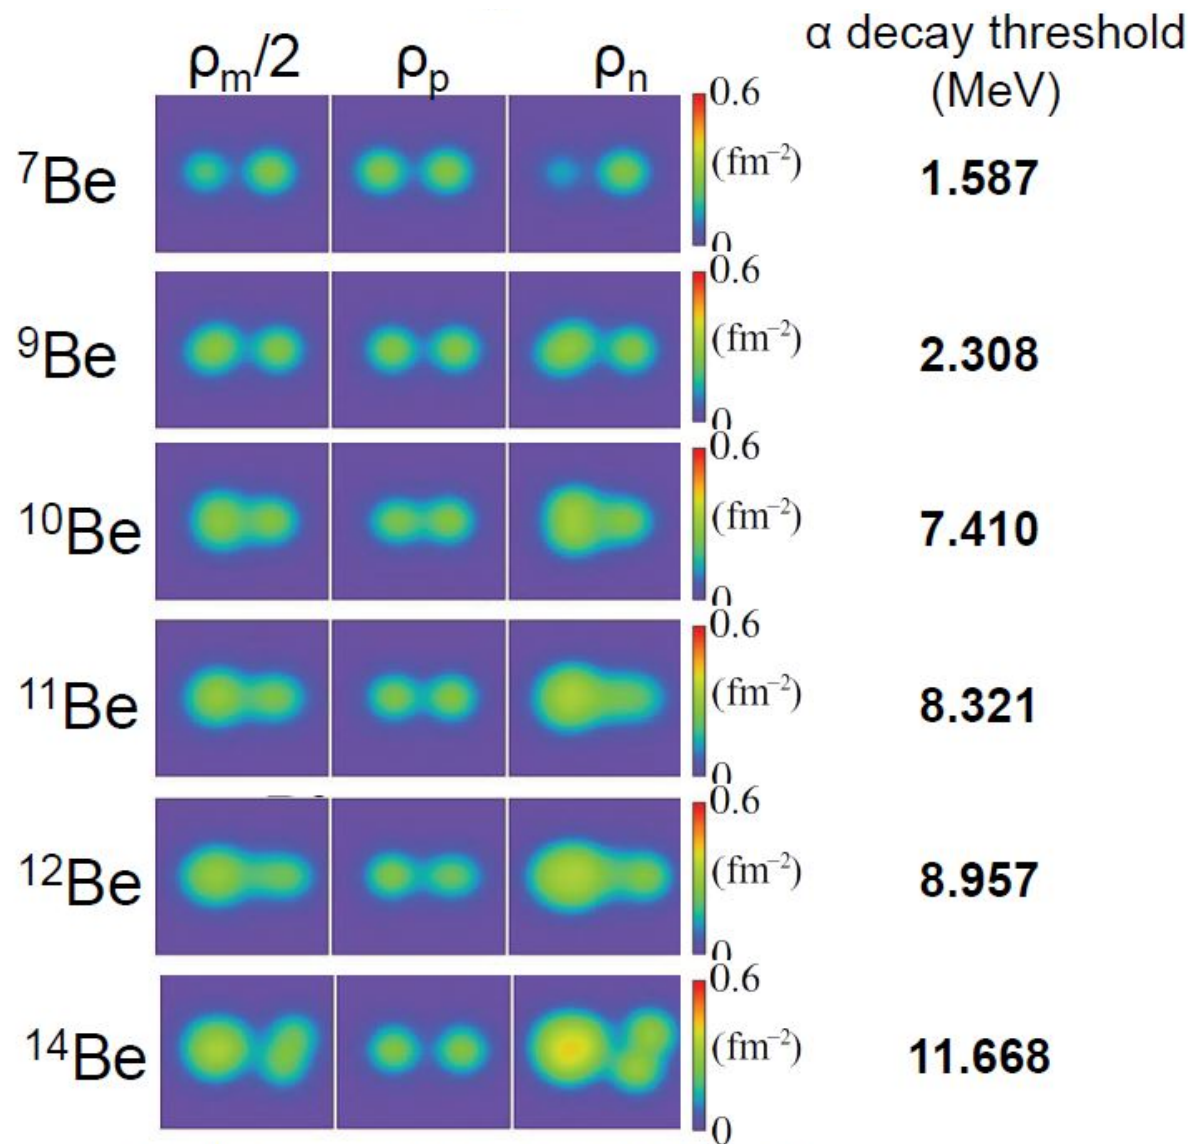 ρₘ/2 ρₚ ρₙ α decay threshold (MeV)
⁷Be 0.6 (fm⁻²) 0 1.587
⁹Be 0.6 (fm⁻²) 0 2.308
¹⁰Be 0.6 (fm⁻²) 0 7.410
¹¹Be 0.6 (fm⁻²) 0 8.321
¹²Be 0.6 (fm⁻²) 0 8.957
¹⁴Be 0.6 (fm⁻²) 0 11.668